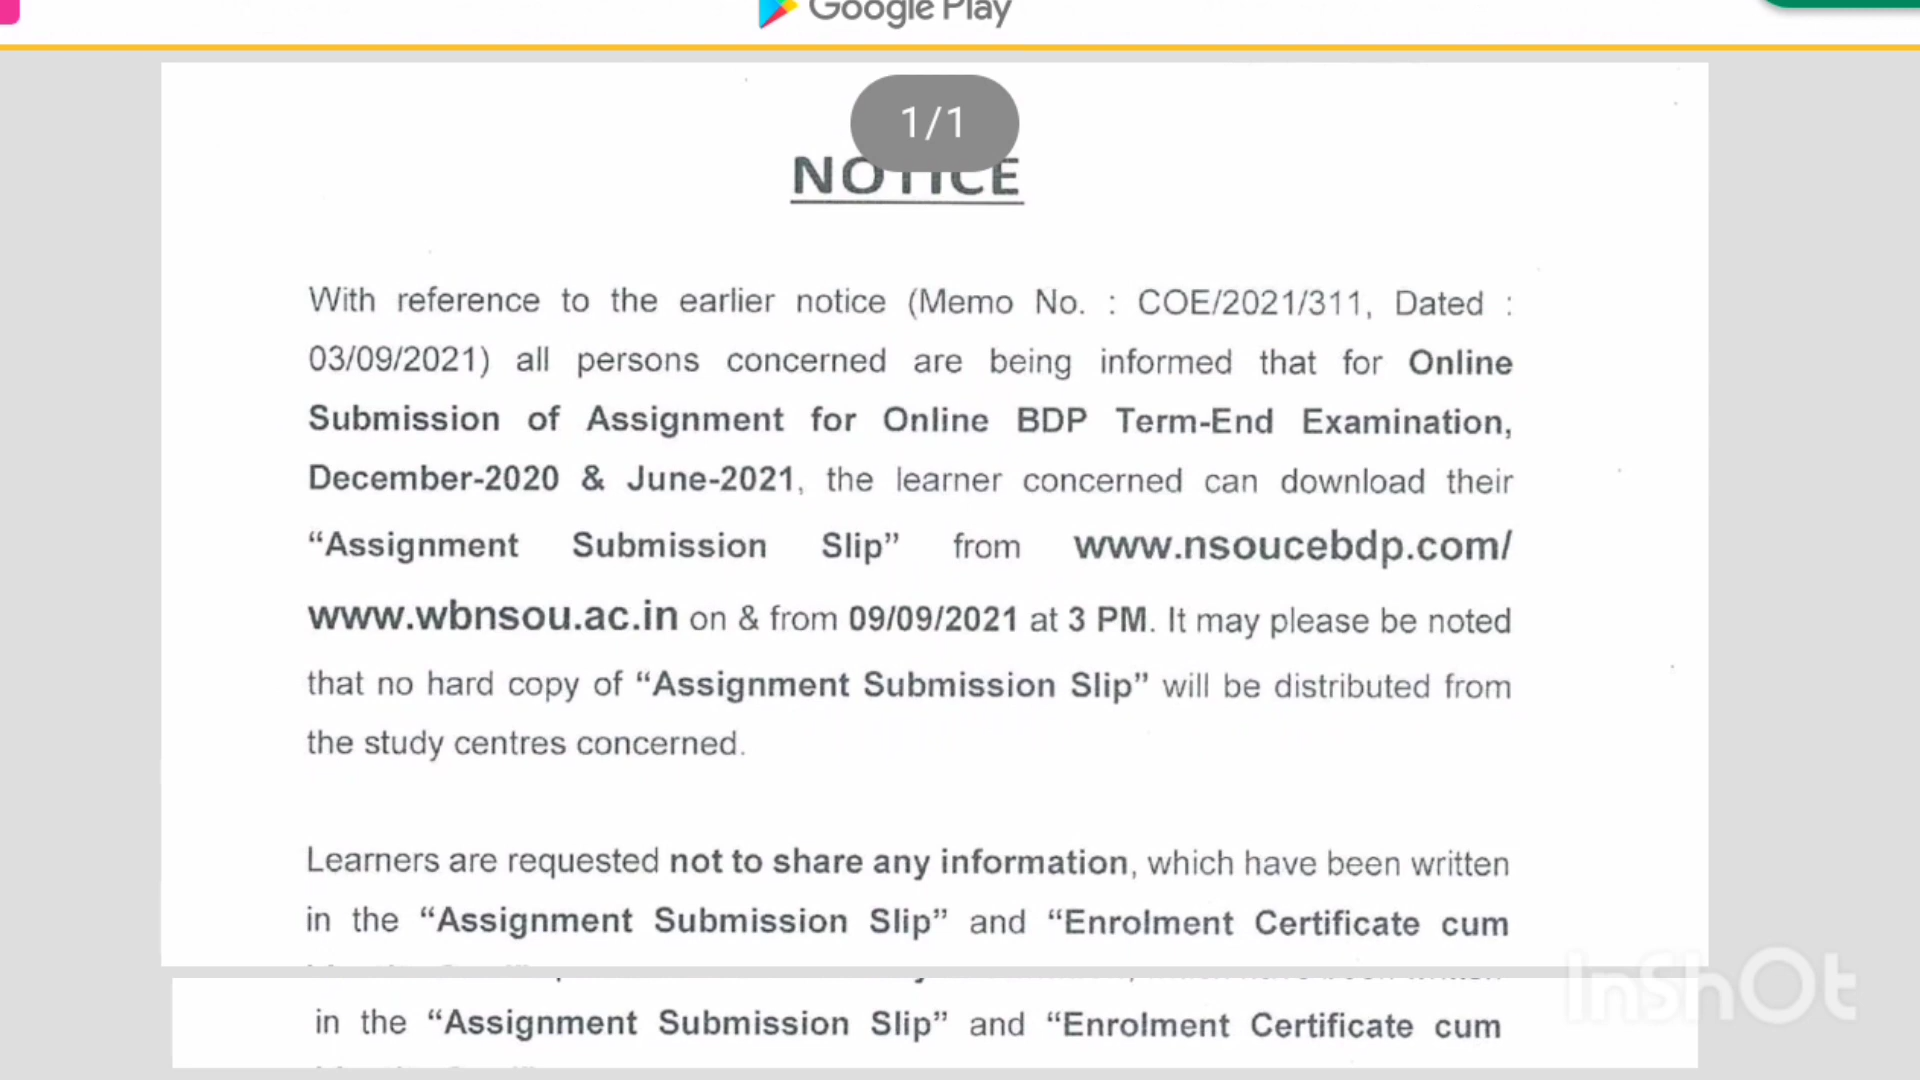 Google Play
1/1
NOTICE
With reference to the earlier notice (Memo No. : COE/2021/311, Dated :
03/09/2021) all persons concerned are being informed that for Online
Submission of Assignment for Online BDP Term-End Examination,
December-2020 & June-2021, the learner concerned can download their
“Assignment Submission Slip” from www.nsoucebdp.com/
www.wbnsou.ac.in on & from 09/09/2021 at 3 PM. It may please be noted
that no hard copy of “Assignment Submission Slip” will be distributed from
the study centres concerned.
Learners are requested not to share any information, which have been written
in the “Assignment Submission Slip” and “Enrolment Certificate cum
in the “Assignment Submission Slip” and “Enrolment Certificate cum
InShOt